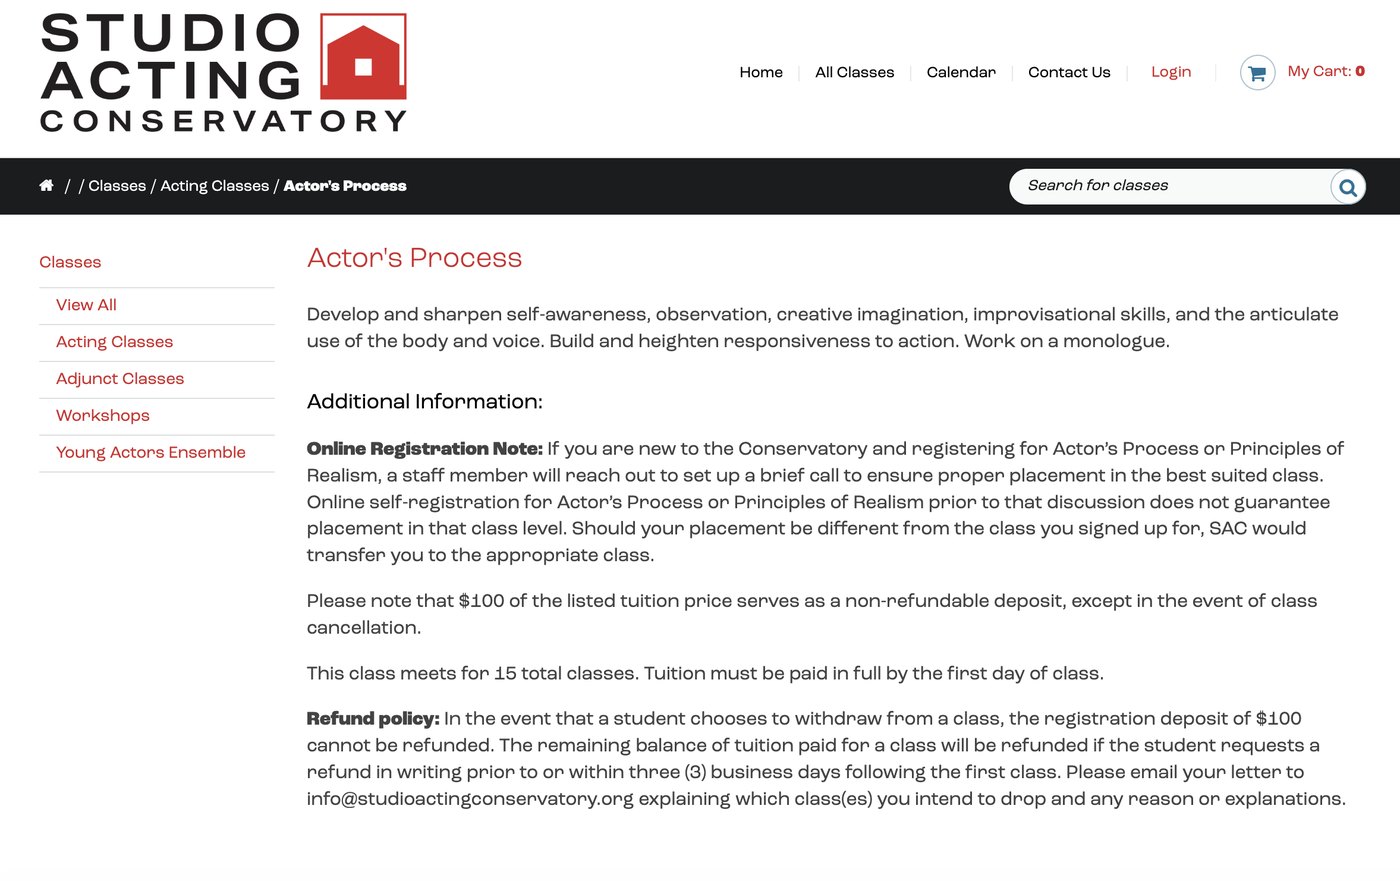 STUDIO
ACTING
CONSERVATORY
Home
All Classes
Calendar
Contact Us
Login
My Cart: 0
/ / Classes / Acting Classes / Actor's Process
Search for classes
Classes
View All
Acting Classes
Adjunct Classes
Workshops
Young Actors Ensemble
Actor's Process
Develop and sharpen self-awareness, observation, creative imagination, improvisational skills, and the articulate
use of the body and voice. Build and heighten responsiveness to action. Work on a monologue.
Additional Information:
Online Registration Note: If you are new to the Conservatory and registering for Actor’s Process or Principles of
Realism, a staff member will reach out to set up a brief call to ensure proper placement in the best suited class.
Online self-registration for Actor’s Process or Principles of Realism prior to that discussion does not guarantee
placement in that class level. Should your placement be different from the class you signed up for, SAC would
transfer you to the appropriate class.
Please note that $100 of the listed tuition price serves as a non-refundable deposit, except in the event of class
cancellation.
This class meets for 15 total classes. Tuition must be paid in full by the first day of class.
Refund policy: In the event that a student chooses to withdraw from a class, the registration deposit of $100
cannot be refunded. The remaining balance of tuition paid for a class will be refunded if the student requests a
refund in writing prior to or within three (3) business days following the first class. Please email your letter to
info@studioactingconservatory.org explaining which class(es) you intend to drop and any reason or explanations.